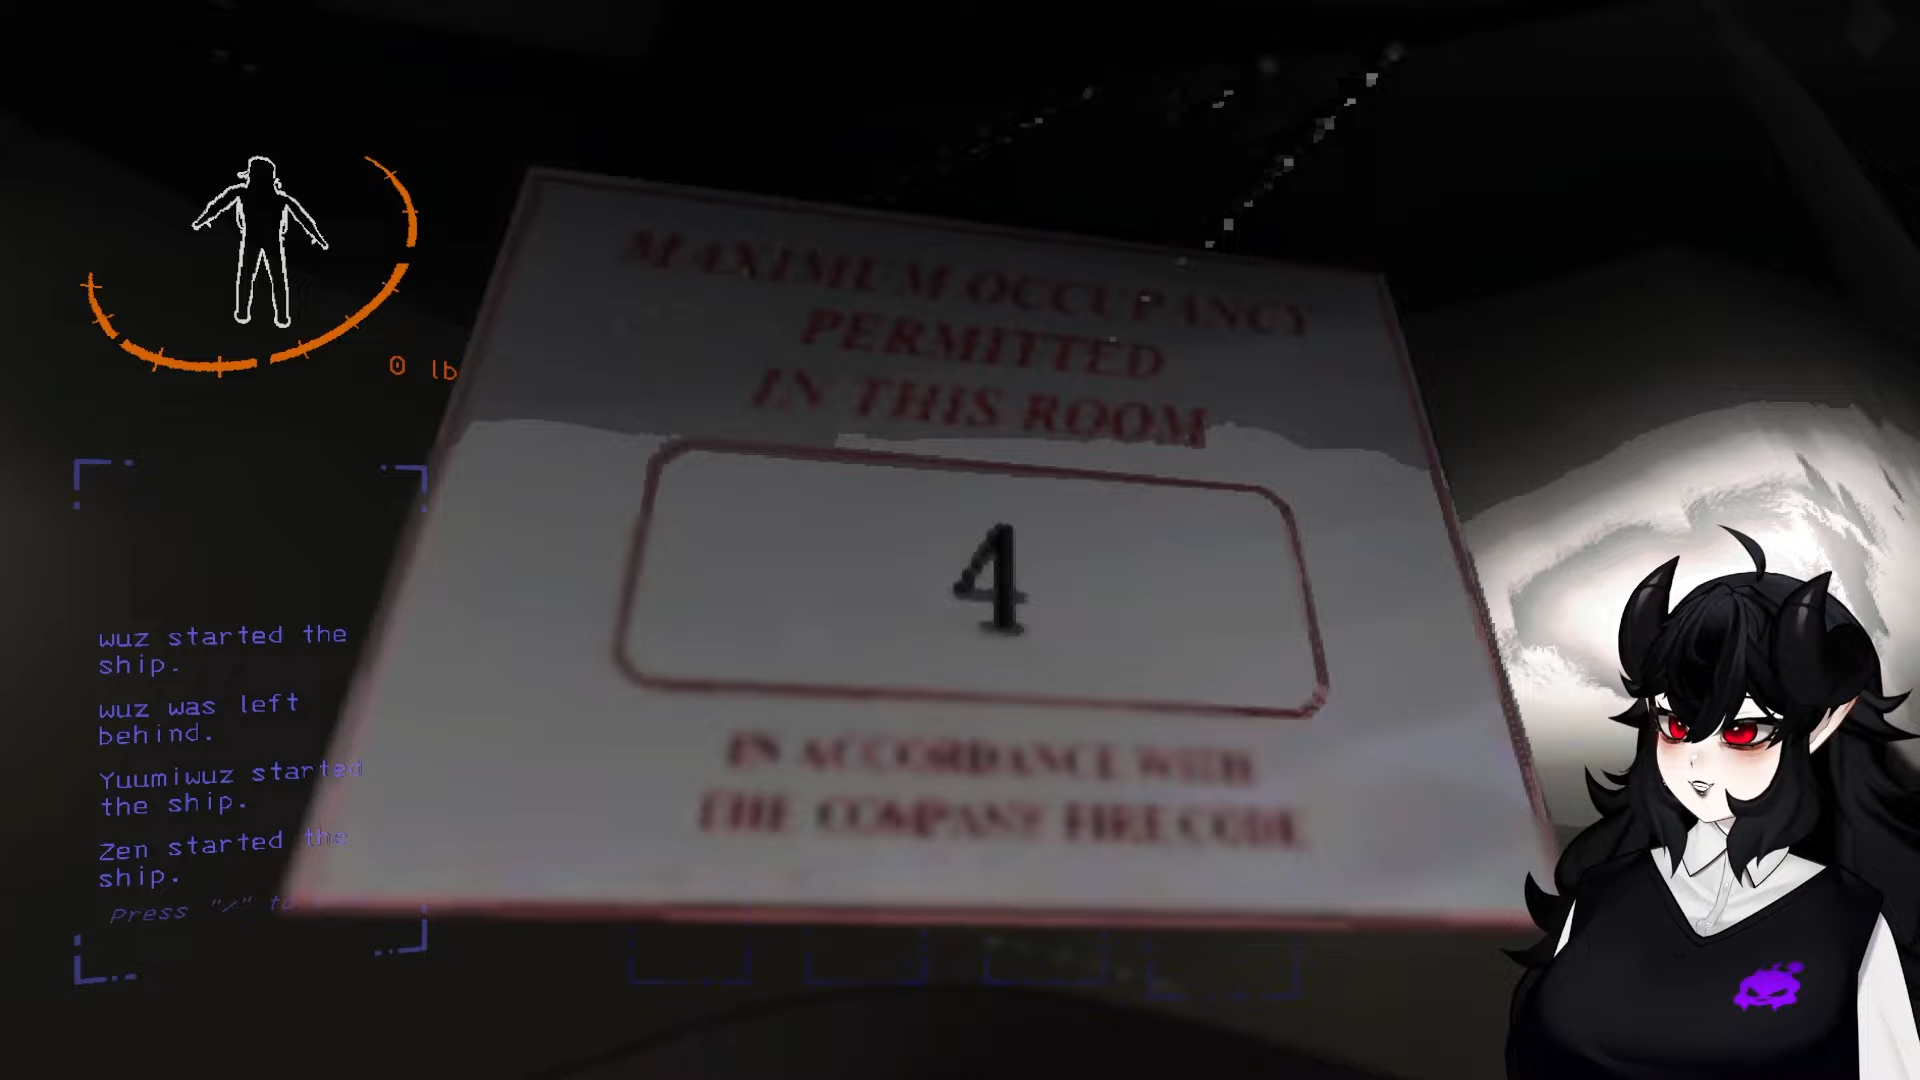 0 lb
MAXIMUM OCCUPANCY
PERMITTED
IN THIS ROOM
4
IN ACCORDANCE WITH
THE COMPANY FIRE CODE
wuz started the
ship.
wuz was left
behind.
Yuumiwuz started
the ship.
Zen started the
ship.
Press "/" to